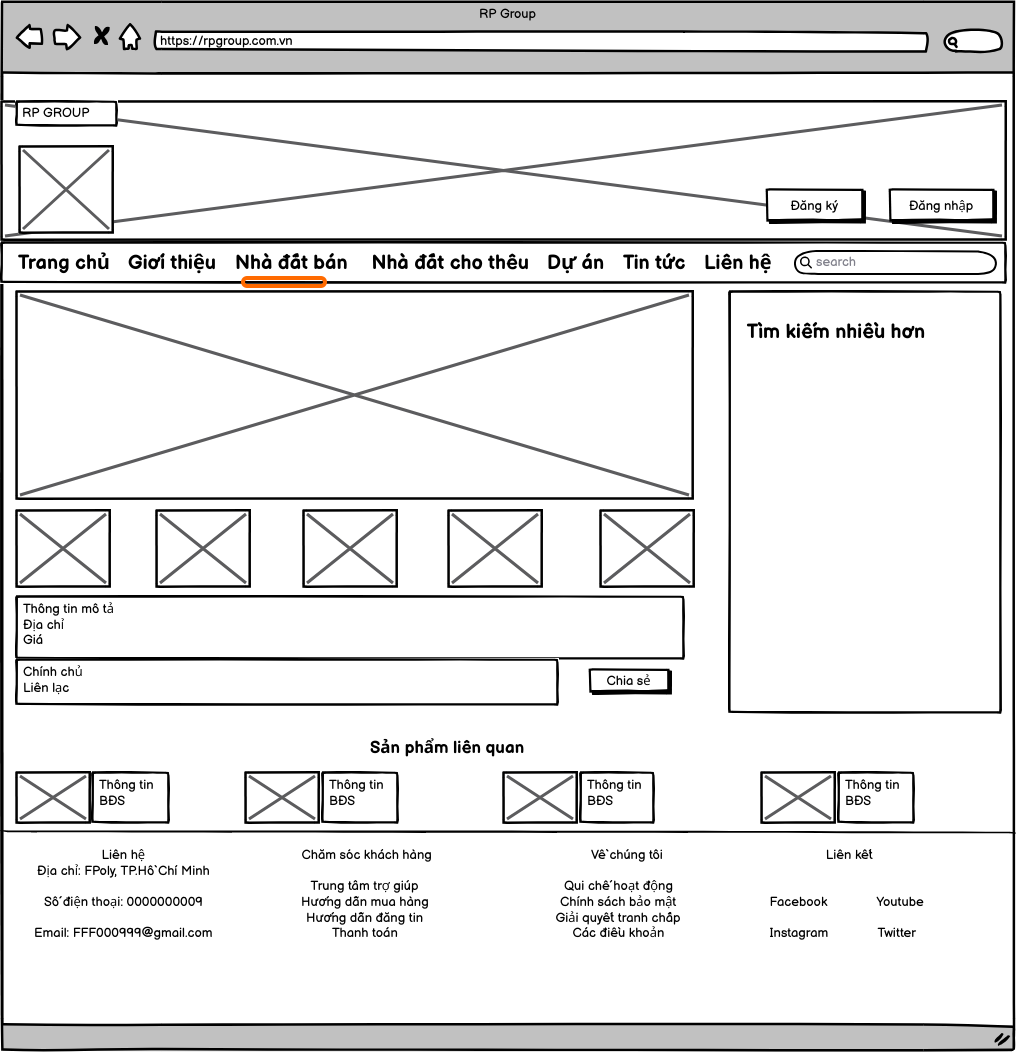 RP Group
https://rpgroup.com.vn
RP GROUP
Đăng ký
Đăng nhập
Trang chủ Giơí thiệu Nhà đất bán Nhà đất cho thêu Dự án Tin tức Liên hệ search
Tìm kiếm nhiều hơn
Thông tin mô tả
Địa chỉ
Giá
Chính chủ
Liên lạc
Chia sẻ
Sản phẩm liên quan
Thông tin
BĐS
Thông tin
BĐS
Thông tin
BĐS
Thông tin
BĐS
Liên hệ
Địa chỉ: FPoly, TP.Hồ Chí Minh
Số điện thoại: 0000000009
Email: FFF000999@gmail.com
Chăm sóc khách hàng
Trung tâm trợ giúp
Hướng dẫn mua hàng
Hướng dẫn đăng tin
Thanh toán
Về chúng tôi
Qui chế hoạt động
Chính sách bảo mật
Giải quyết tranh chấp
Các điều khoản
Liên kết
Facebook Youtube
Instagram Twitter